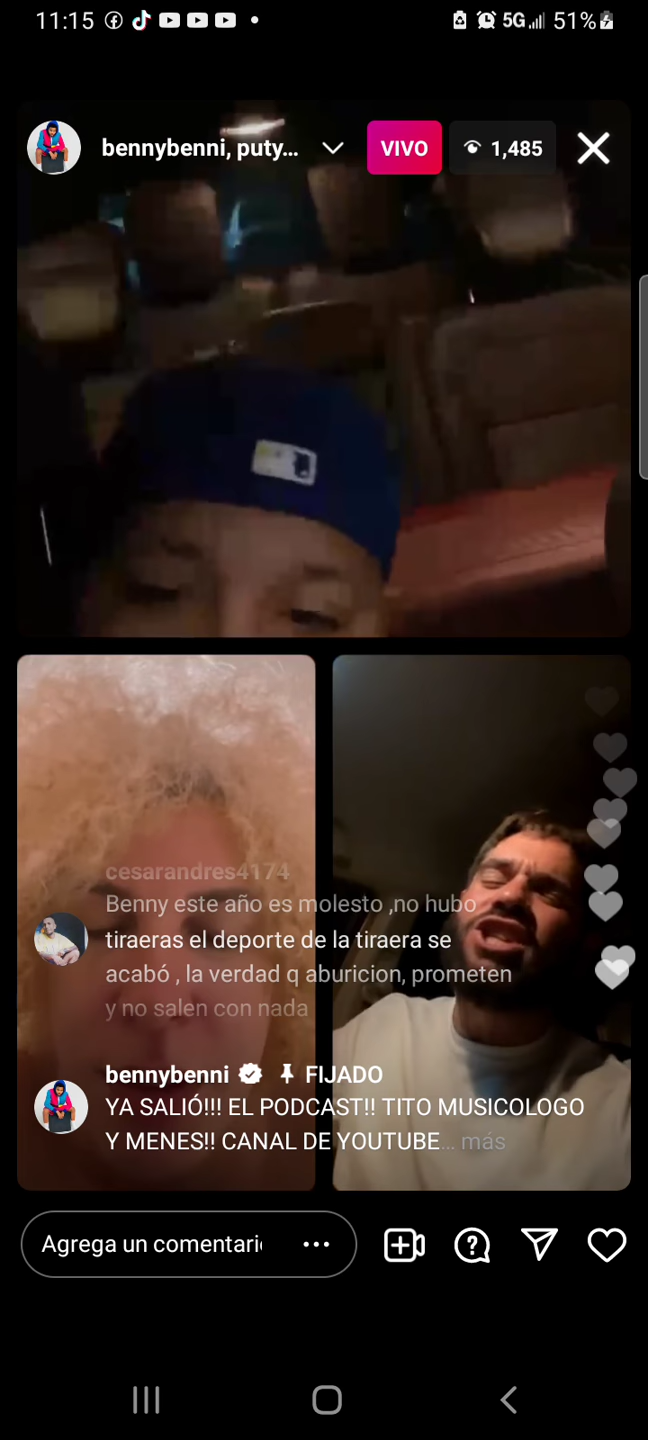 11:15 5G 51%
bennybenni, puty... VIVO 1,485
cesarandres4174
Benny este año es molesto ,no hubo
tiraeras el deporte de la tiraera se
acabó , la verdad q aburicion, prometen
y no salen con nada
bennybenni FIJADO
YA SALIÓ!!! EL PODCAST!! TITO MUSICOLOGO
Y MENES!! CANAL DE YOUTUBE... más
Agrega un comentari